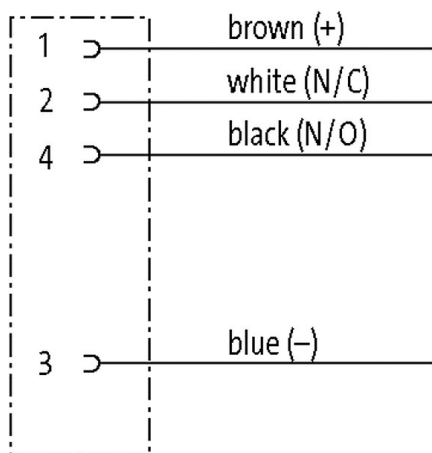 1 brown (+)
2 white (N/C)
4 black (N/O)
3 blue (–)